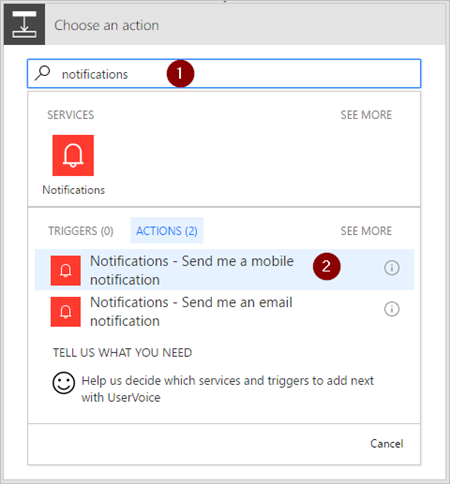 Choose an action
notifications 1
SERVICES SEE MORE
Notifications
TRIGGERS (0) ACTIONS (2) SEE MORE
Notifications - Send me a mobile 2
notification
Notifications - Send me an email
notification
TELL US WHAT YOU NEED
Help us decide which services and triggers to add next
with UserVoice
Cancel